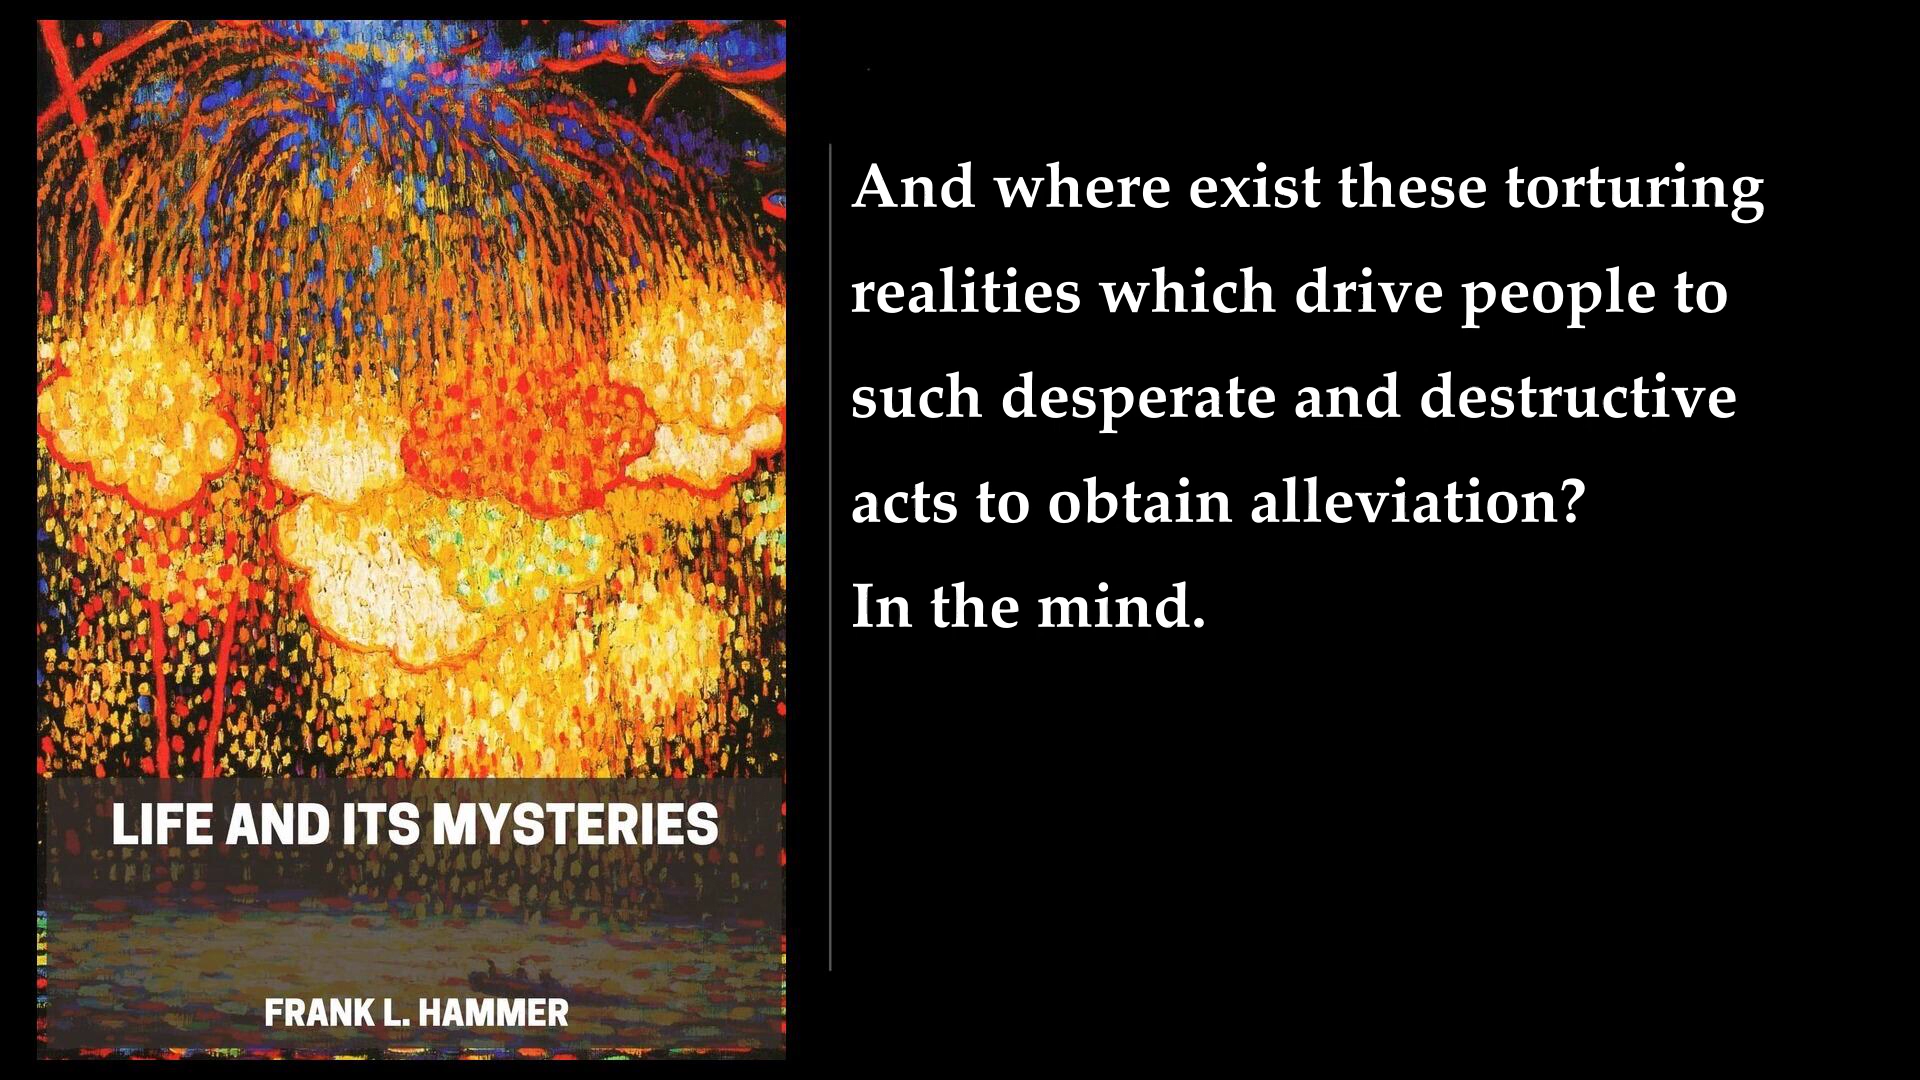 LIFE AND ITS MYSTERIES
FRANK L. HAMMER
And where exist these torturing
realities which drive people to
such desperate and destructive
acts to obtain alleviation?
In the mind.